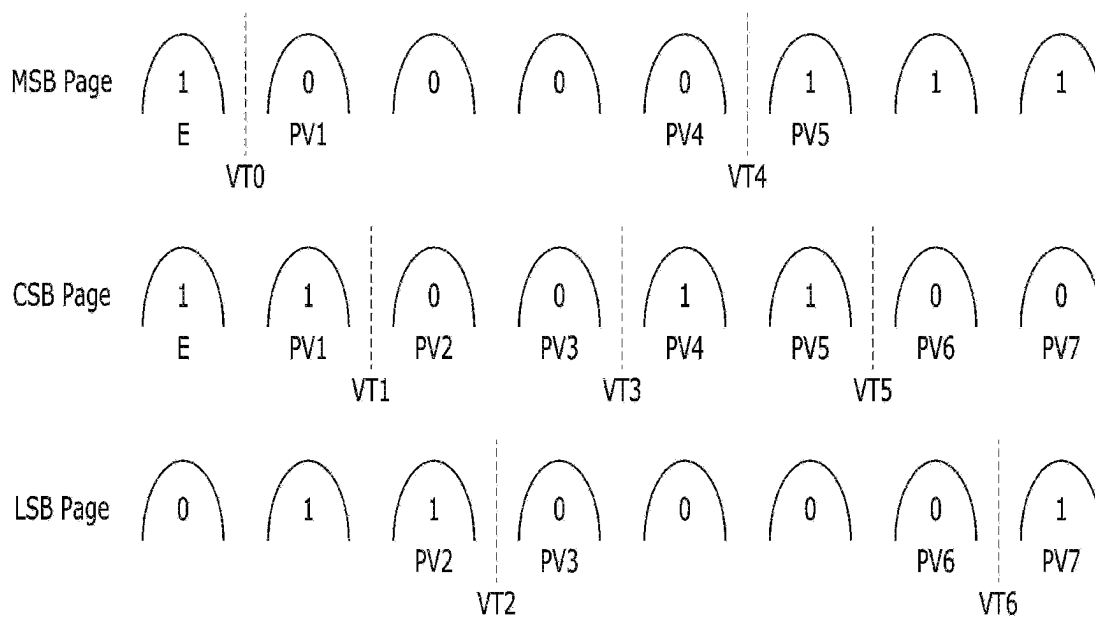 MSB Page 1 0 0 0 0 1 1 1
E PV1 PV4 PV5
VT0 VT4
CSB Page 1 1 0 0 1 1 0 0
E PV1 PV2 PV3 PV4 PV5 PV6 PV7
VT1 VT3 VT5
LSB Page 0 1 1 0 0 0 0 1
PV2 PV3 PV6 PV7
VT2 VT6